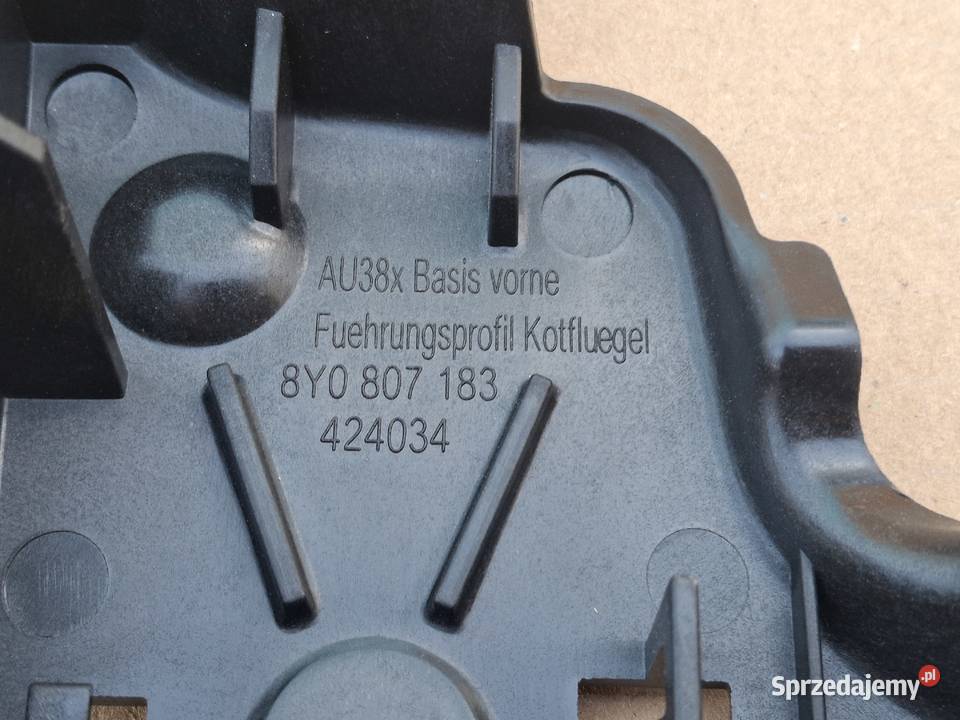 AU38x Basis vorne
Fuehrungsprofil Kotfluegel
8Y0 807 183
424034
Sprzedajemy.pl